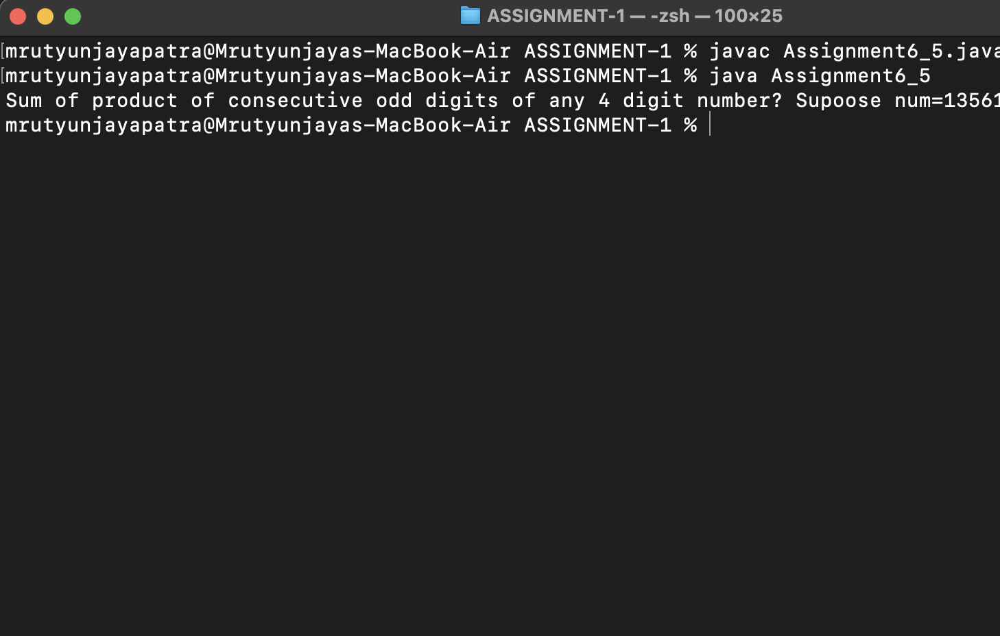 ASSIGNMENT-1 — -zsh — 100×25
mrutyunjayapatra@Mrutyunjayas-MacBook-Air ASSIGNMENT-1 % javac Assignment6_5.java
mrutyunjayapatra@Mrutyunjayas-MacBook-Air ASSIGNMENT-1 % java Assignment6_5
Sum of product of consecutive odd digits of any 4 digit number? Supoose num=13561
mrutyunjayapatra@Mrutyunjayas-MacBook-Air ASSIGNMENT-1 %